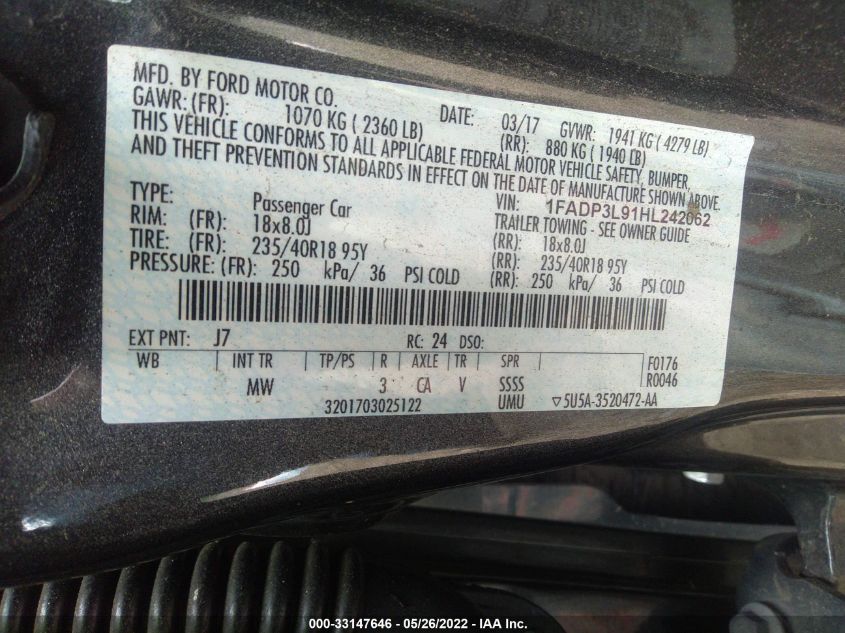 MFD. BY FORD MOTOR CO.
DATE: 03/17 GVWR: 1941 KG ( 4279 LB)
GAWR: (FR): 1070 KG ( 2360 LB) (RR): 880 KG ( 1940 LB)
THIS VEHICLE CONFORMS TO ALL APPLICABLE FEDERAL MOTOR VEHICLE SAFETY, BUMPER,
AND THEFT PREVENTION STANDARDS IN EFFECT ON THE DATE OF MANUFACTURE SHOWN ABOVE.
VIN: 1FADP3L91HL242062
TYPE: Passenger Car TRAILER TOWING - SEE OWNER GUIDE
RIM: (FR): 18x8.0J (RR): 18x8.0J
TIRE: (FR): 235/40R18 95Y (RR): 235/40R18 95Y
PRESSURE: (FR): 250 kPa/ 36 PSI COLD (RR): 250 kPa/ 36 PSI COLD
EXT PNT: J7 RC: 24 DSO:
WB INT TR TP/PS R AXLE TR SPR F0176
MW 3 CA V SSSS R0046
3201703025122 UMU ▽5U5A-3520472-AA
000-33147646 - 05/26/2022 - IAA Inc.